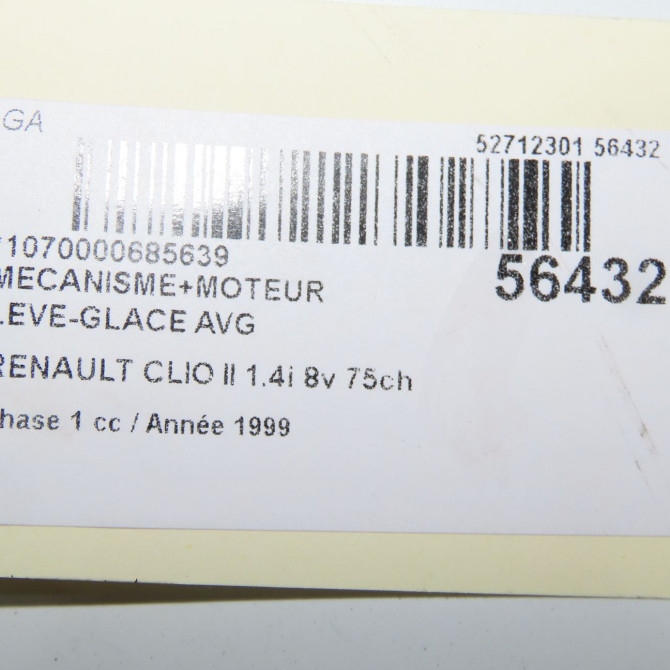 GA
52712301 56432
1070000685639
56432
MECANISME+MOTEUR
LEVE-GLACE AVG
RENAULT CLIO II 1.4i 8v 75ch
hase 1 cc / Année 1999